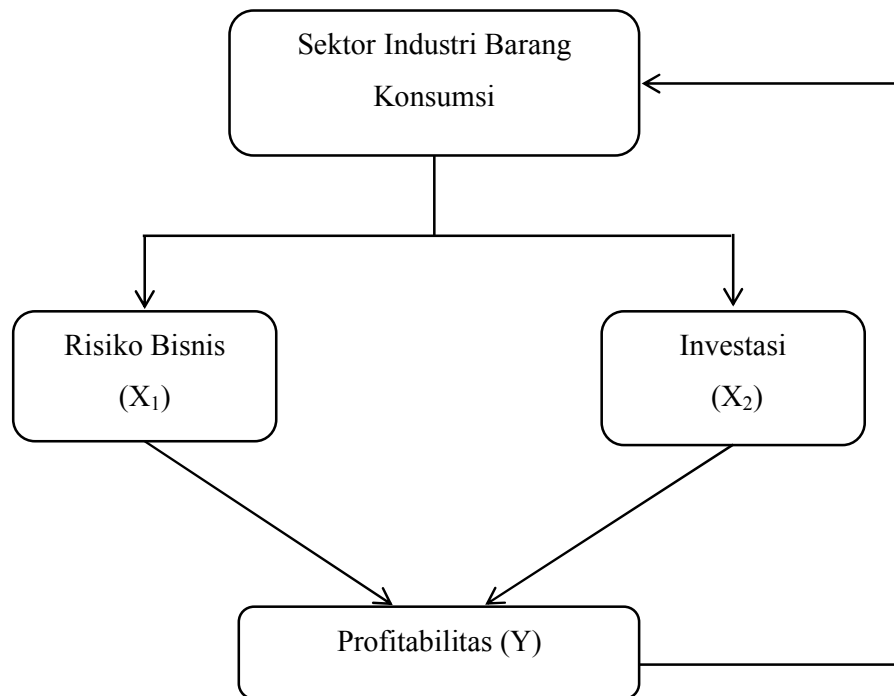 Sektor Industri Barang
Konsumsi
Risiko Bisnis
(X₁)
Investasi
(X₂)
Profitabilitas (Y)